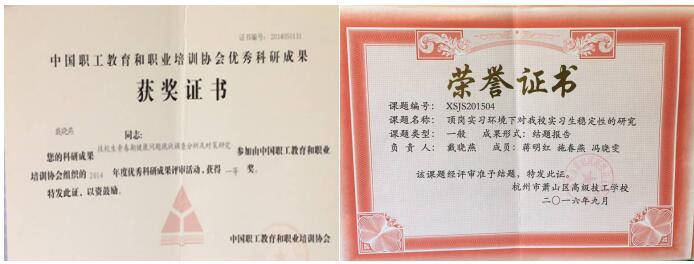 证书编号：2014050131
中国职工教育和职业培训协会优秀科研成果
获奖证书
戴晓燕 同志：
您的科研成果 技校生青春期健康问题现状调查分析及对策研究 参加由中国职工教育和职业
培训协会组织的 2014 年度优秀科研成果评审活动，获得 一等 奖。
特发此证，以资鼓励。
中国职工教育和职业培训协会
荣誉证书
课题编号： XSJS201504
课题名称： 顶岗实习环境下对我校实习生稳定性的研究
课题类型： 一般 成果形式：结题报告
负责人： 戴晓燕 成员：蒋明红 施春燕 冯晓雯
该课题经评审准予结题，特发此证。
杭州市萧山区高级技工学校
二〇一六年九月